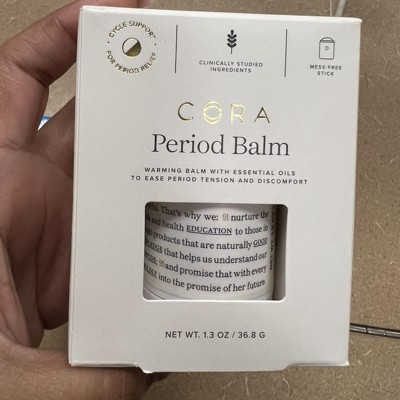 CYCLE SUPPORT
FOR PERIOD RELIEF
CLINICALLY STUDIED
INGREDIENTS
MESS-FREE
STICK
CORA
Period Balm
WARMING BALM WITH ESSENTIAL OILS
TO EASE PERIOD TENSION AND DISCOMFORT
That's why we: nurture the
and health EDUCATION to those in
products that are naturally GOOD
that helps us understand our
and promise that with every
into the promise of her future.
NET WT. 1.3 OZ / 36.8 G